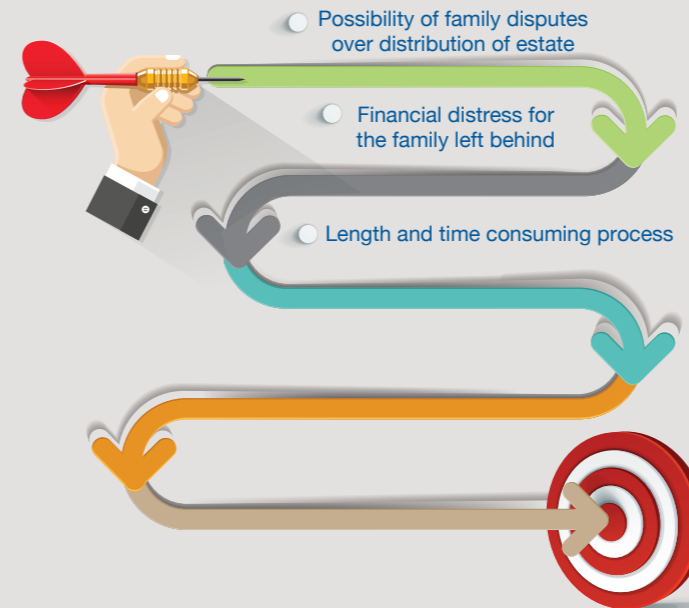 Possibility of family disputes
over distribution of estate
Financial distress for
the family left behind
Length and time consuming process